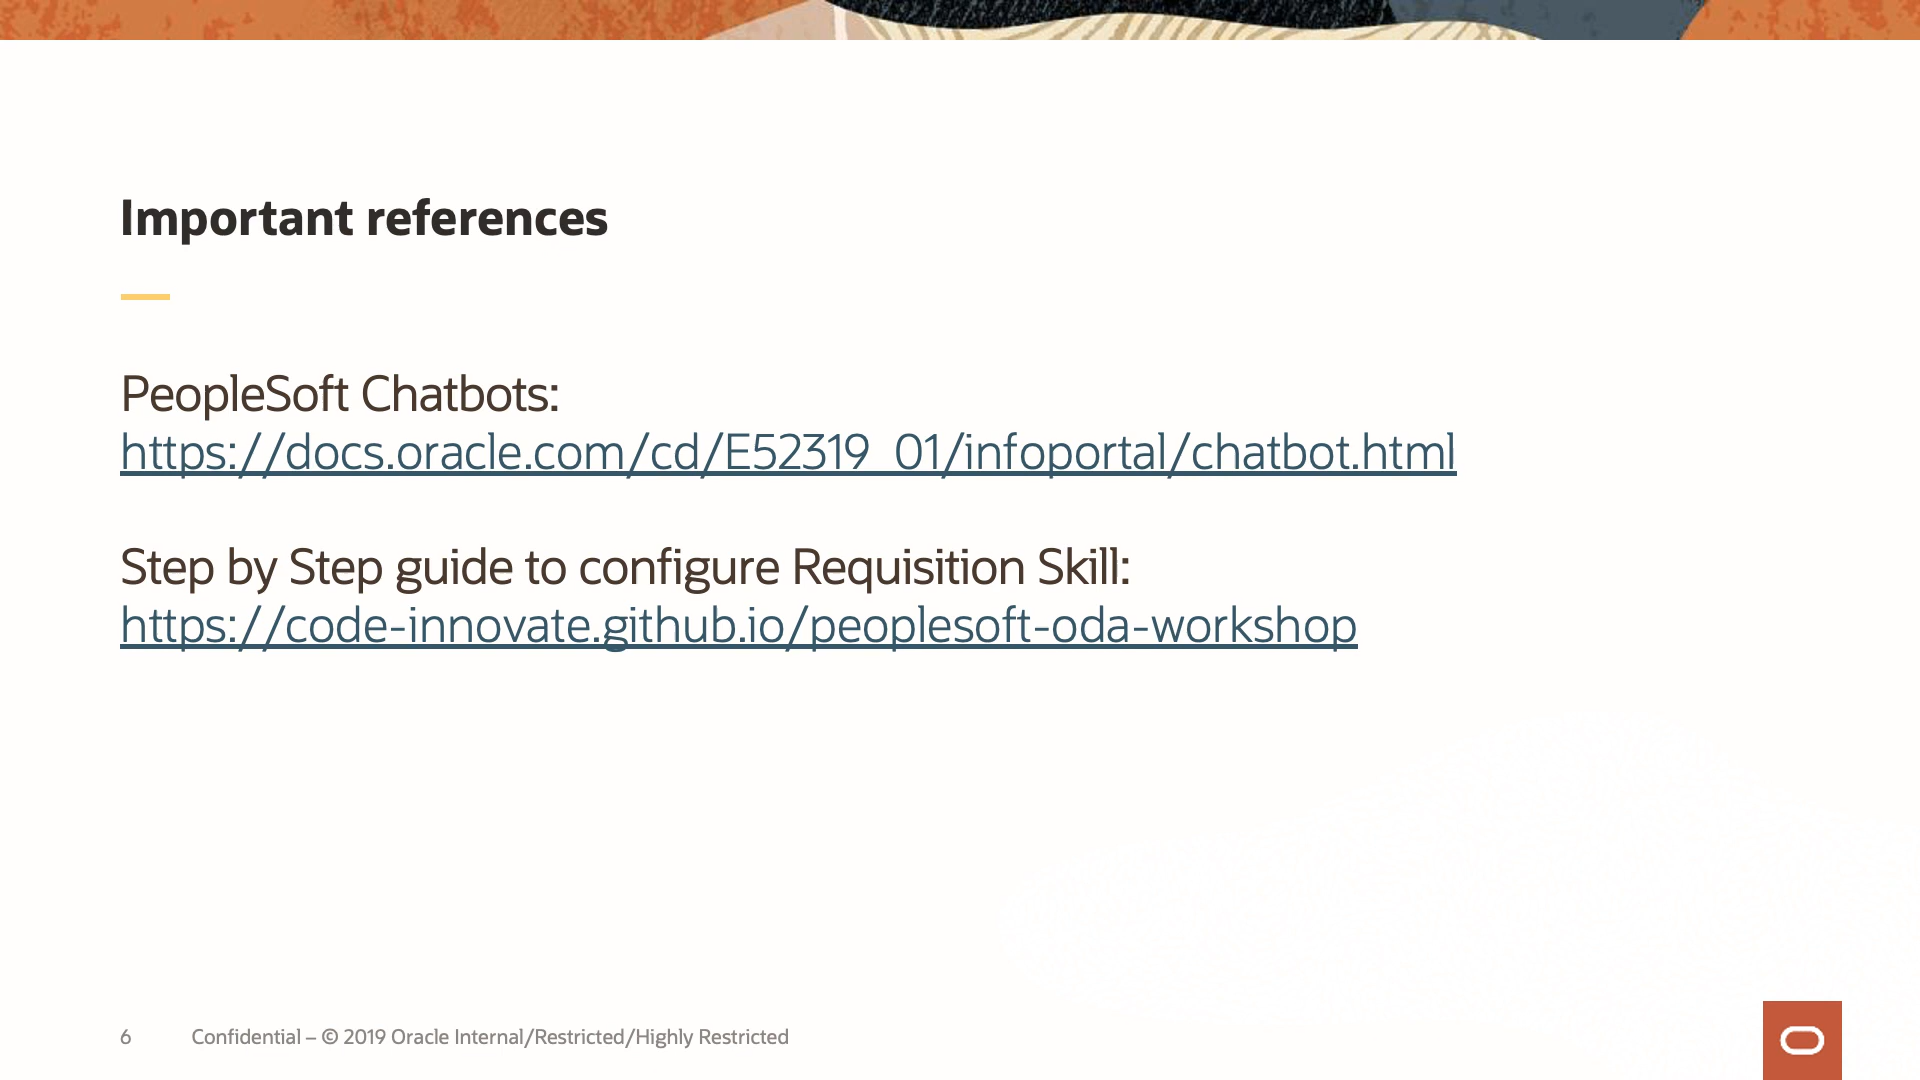 Important references
PeopleSoft Chatbots:
https://docs.oracle.com/cd/E52319_01/infoportal/chatbot.html
Step by Step guide to configure Requisition Skill:
https://code-innovate.github.io/peoplesoft-oda-workshop
6 Confidential – © 2019 Oracle Internal/Restricted/Highly Restricted